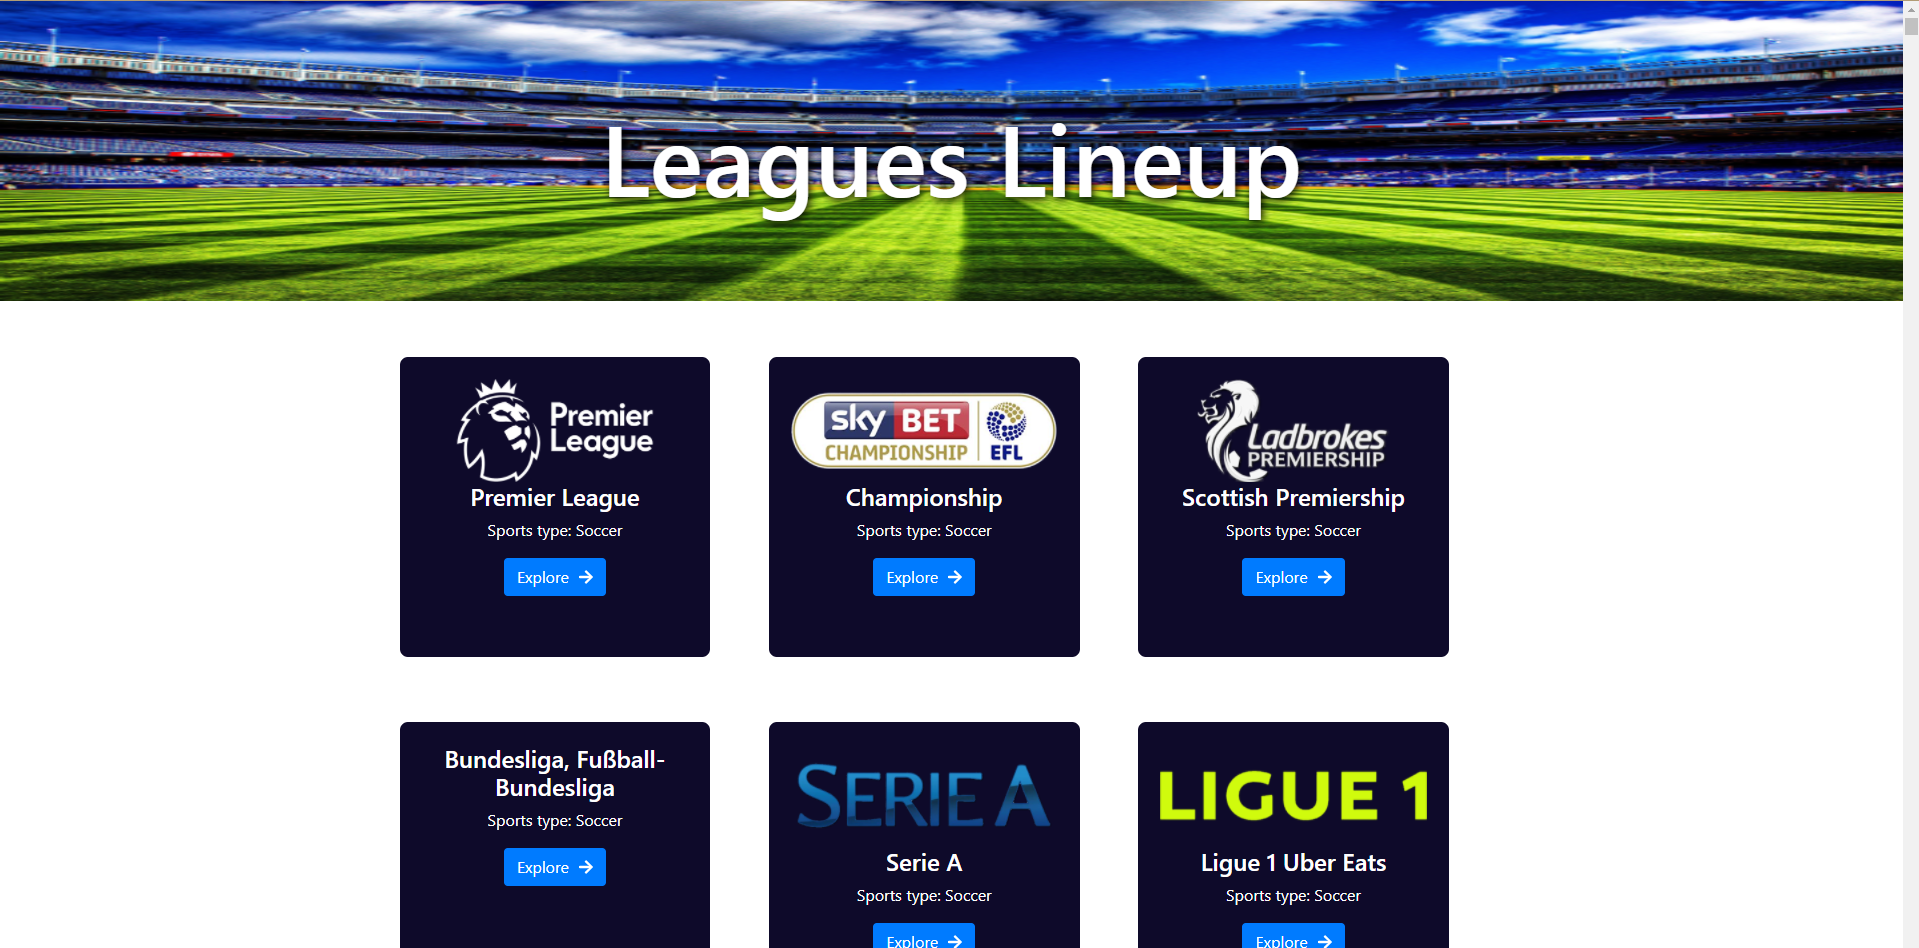 Leagues Lineup
Premier
League
Premier League
Sports type: Soccer
Explore
sky BET
CHAMPIONSHIP
EFL
Championship
Sports type: Soccer
Explore
Ladbrokes
PREMIERSHIP
Scottish Premiership
Sports type: Soccer
Explore
Bundesliga, Fußball-
Bundesliga
Sports type: Soccer
Explore
SERIE A
Serie A
Sports type: Soccer
Explore
LIGUE 1
Ligue 1 Uber Eats
Sports type: Soccer
Explore